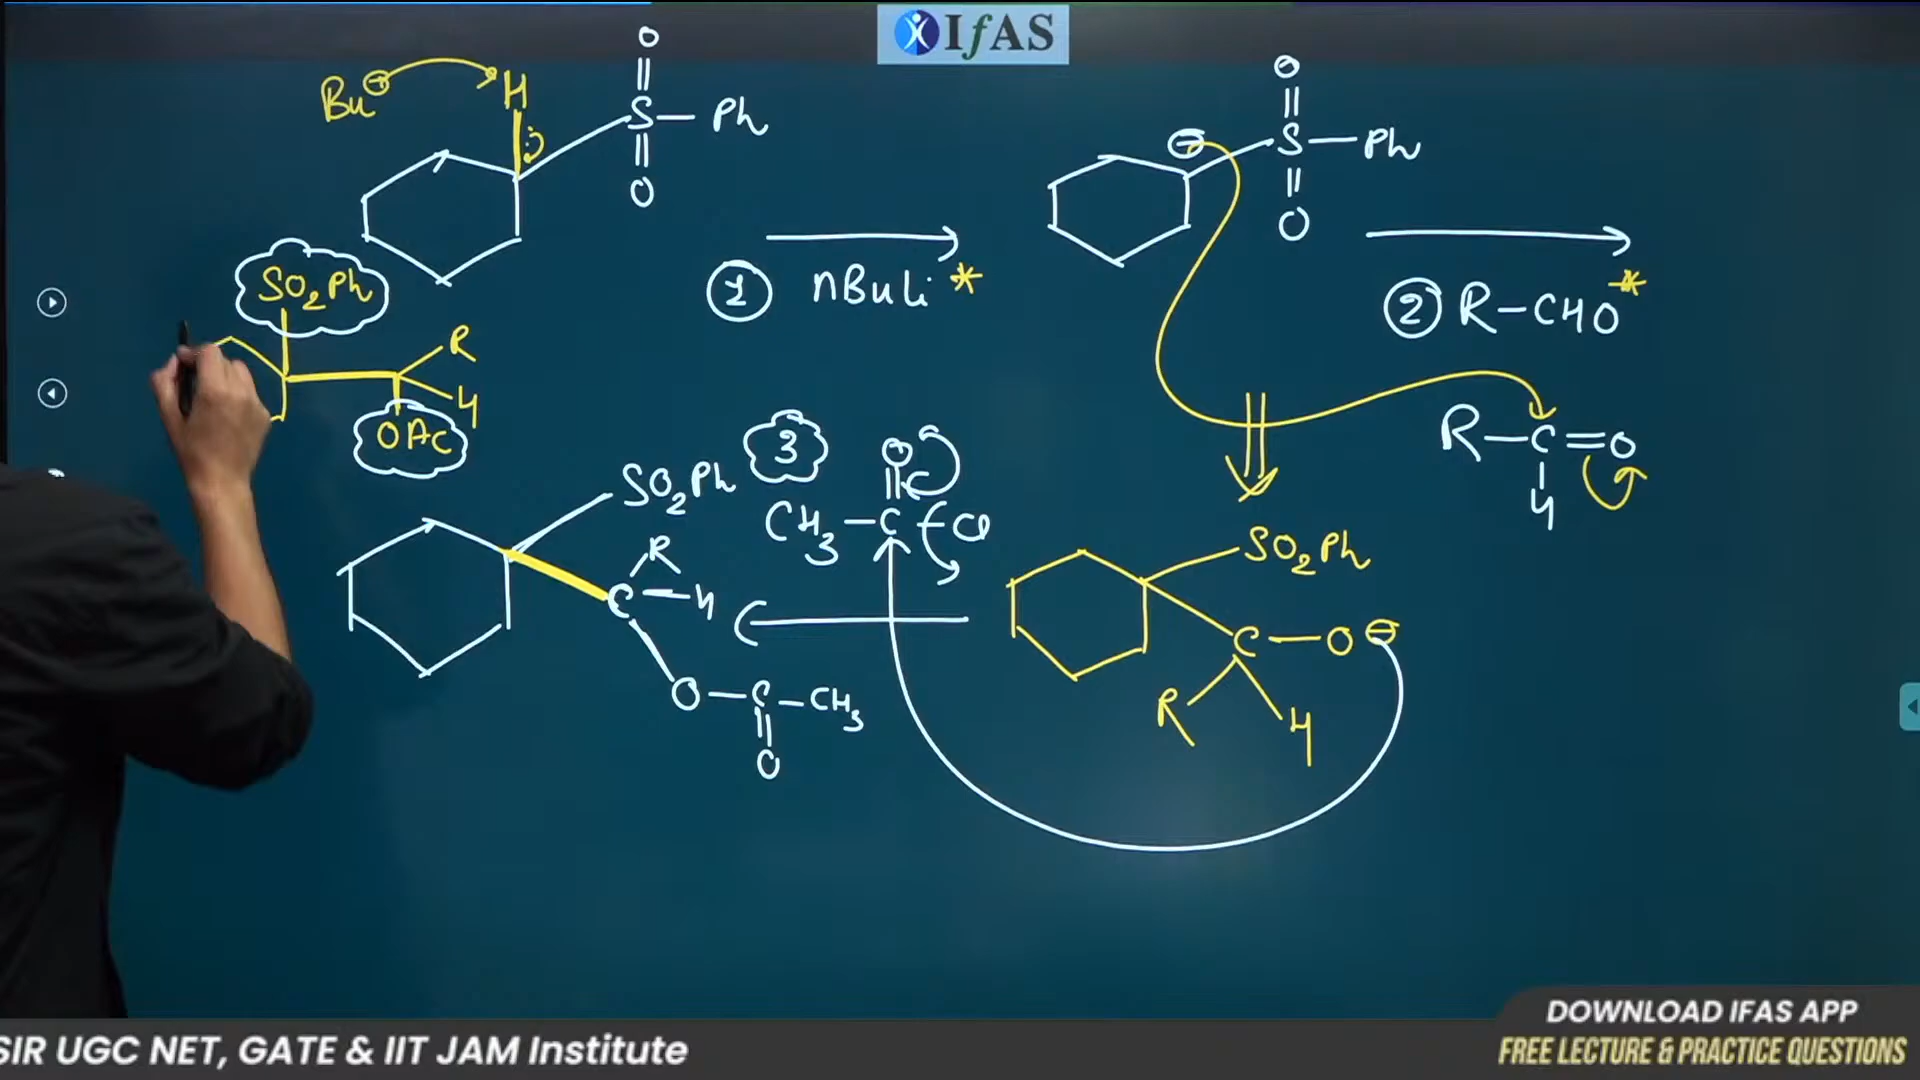 IfAS
Bu⊖
H
O
S
Ph
O
① nBuLi *
⊖
O
S
Ph
O
② R-CHO *
R-C=O
H
SO2Ph
R
H
OAc
3
O
CH3-C-Cl
SO2Ph
R
C-H
O-C-CH3
O
SO2Ph
C-O⊖
R
H
SIR UGC NET, GATE & IIT JAM Institute
DOWNLOAD IFAS APP
FREE LECTURE & PRACTICE QUESTIONS